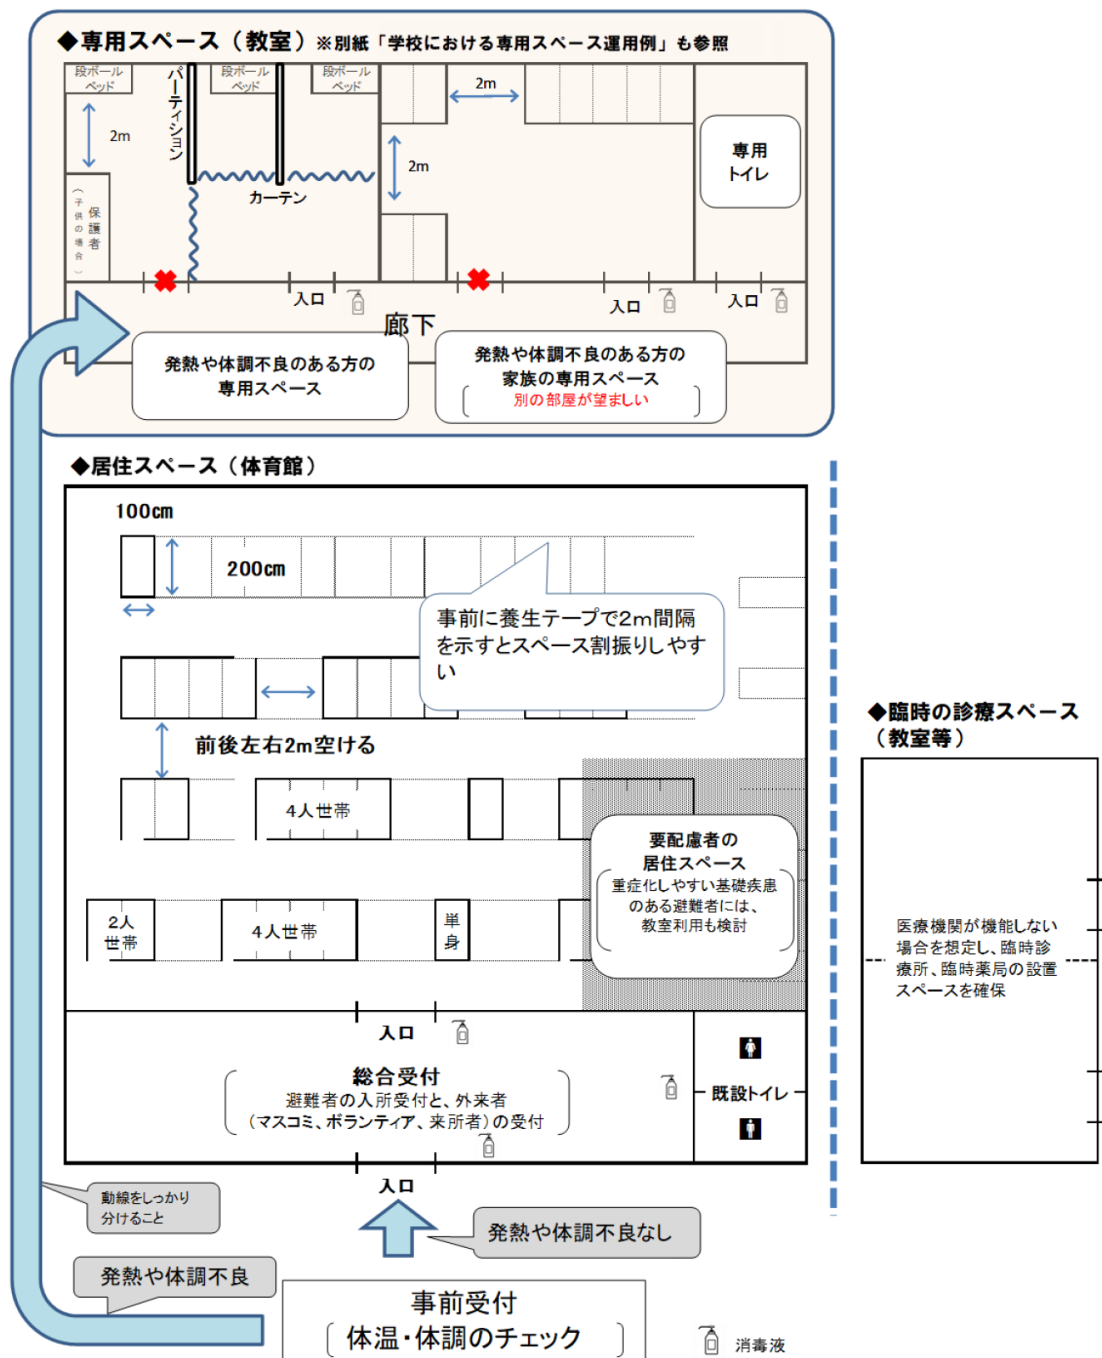 ◆専用スペース（教室）※別紙「学校における専用スペース運用例」も参照
段ボール
ベッド
パーティション
段ボール
ベッド
段ボール
ベッド
2m
2m
2m
専用
トイレ
カーテン
保護者
（子供の場合）
入口
入口
入口
廊下
発熱や体調不良のある方の
専用スペース
発熱や体調不良のある方の
家族の専用スペース
別の部屋が望ましい
◆居住スペース（体育館）
100cm
200cm
事前に養生テープで2m間隔
を示すとスペース割振りしやす
い
前後左右2m空ける
4人世帯
要配慮者の
居住スペース
重症化しやすい基礎疾患
のある避難者には、
教室利用も検討
2人
世帯
4人世帯
単身
◆臨時の診療スペース
（教室等）
医療機関が機能しない
場合を想定し、臨時診
療所、臨時薬局の設置
スペースを確保
入口
総合受付
避難者の入所受付と、外来者
（マスコミ、ボランティア、来所者）の受付
既設トイレ
入口
動線をしっかり
分けること
発熱や体調不良なし
発熱や体調不良
事前受付
体温・体調のチェック
消毒液